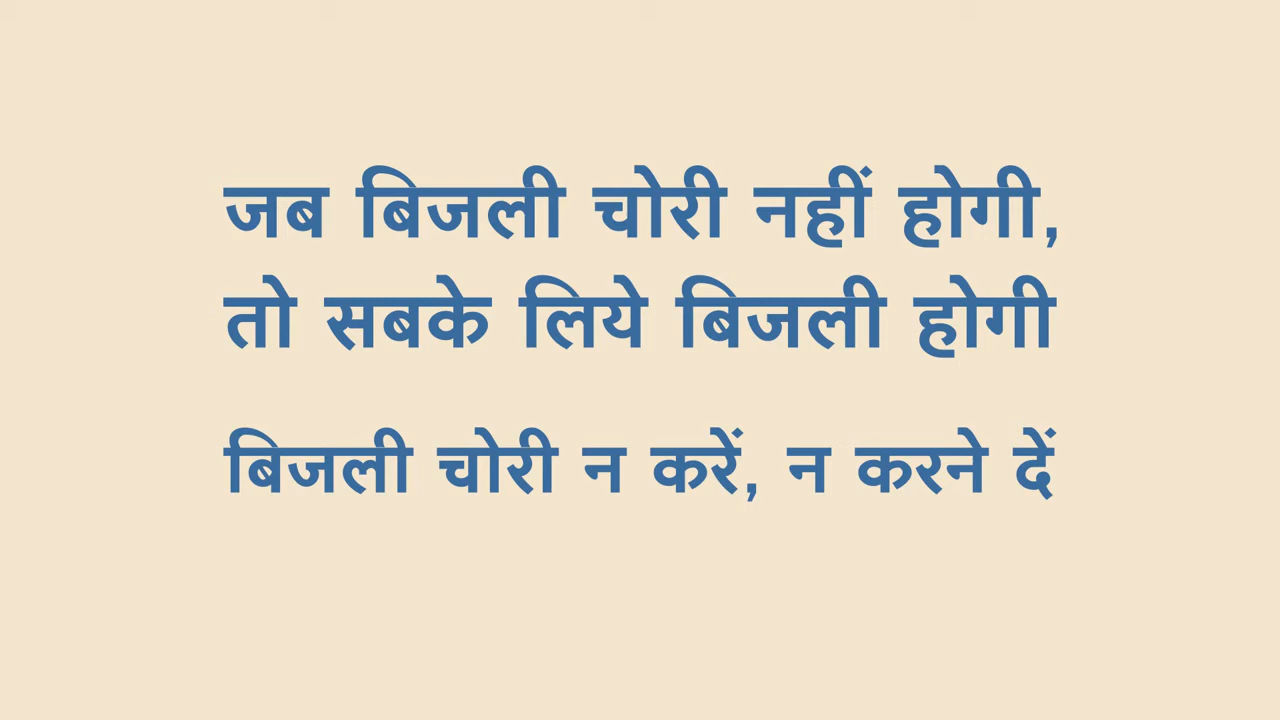 जब बिजली चोरी नहीं होगी,
तो सबके लिये बिजली होगी
बिजली चोरी न करें, न करने दें